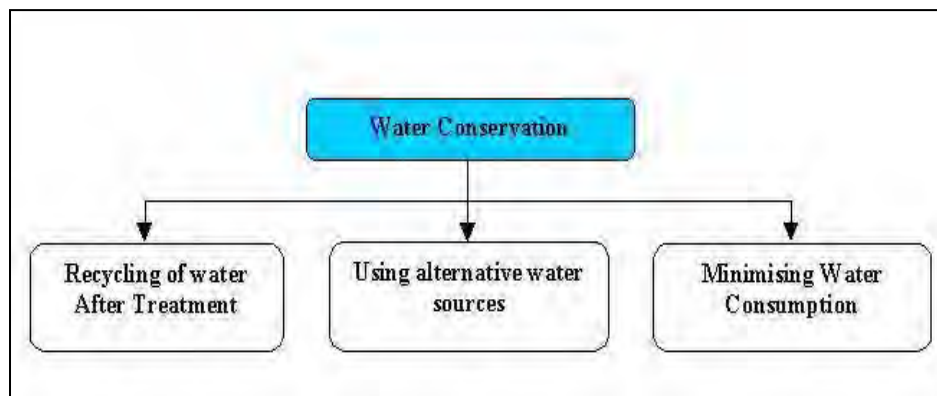 Water Conservation
Recycling of water
After Treatment
Using alternative water
sources
Minimising Water
Consumption